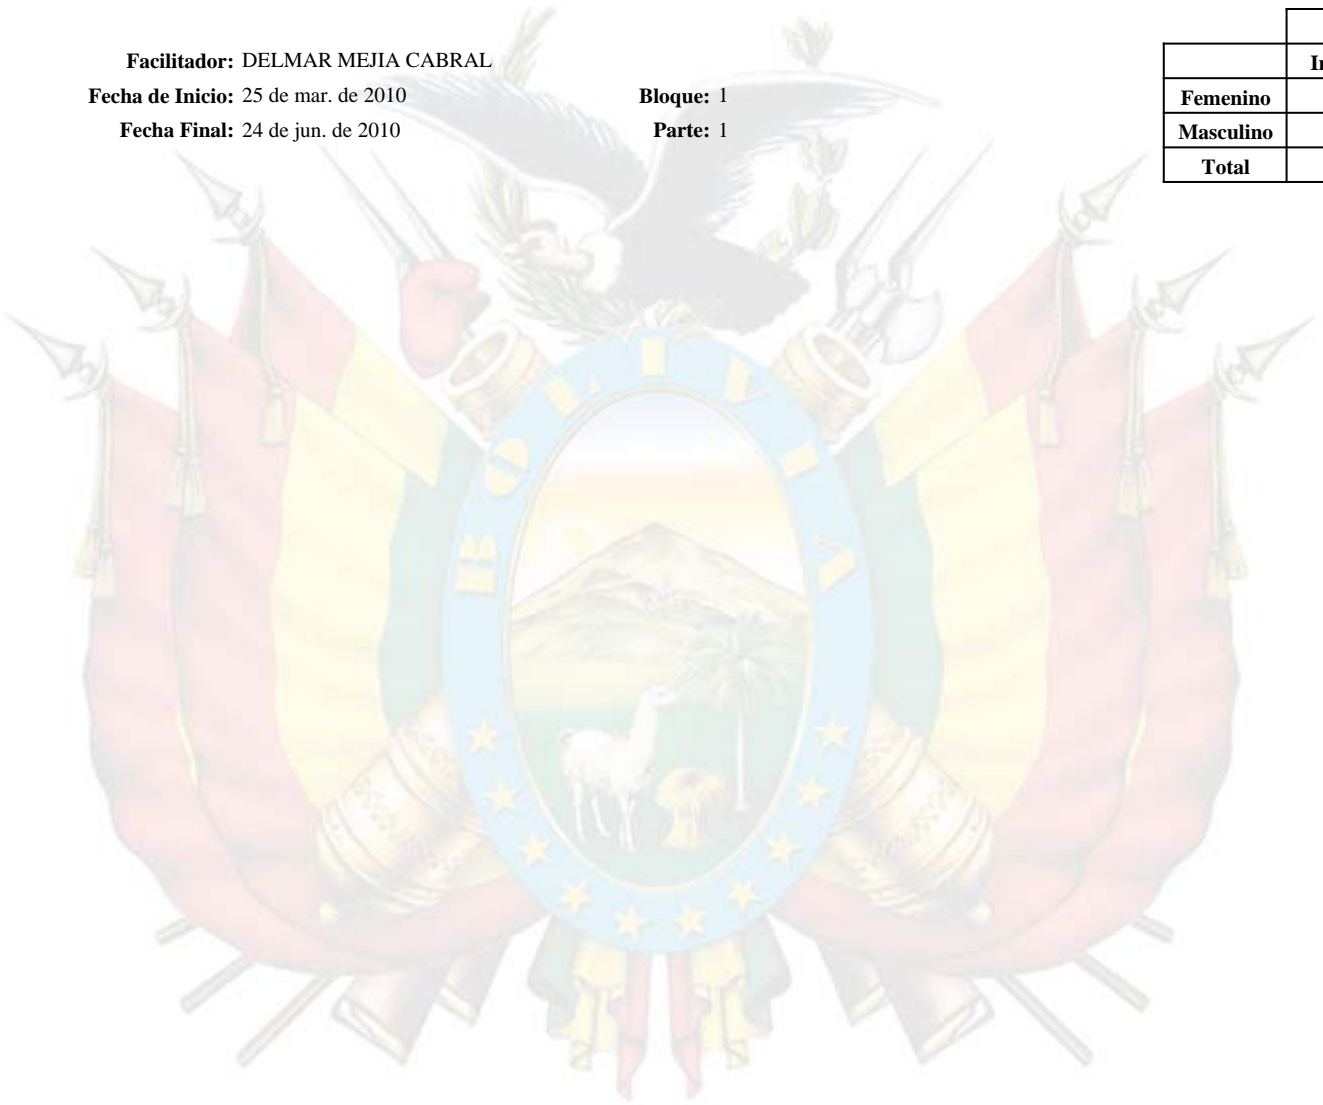 Facilitador: DELMAR MEJIA CABRAL
Fecha de Inicio: 25 de mar. de 2010 Bloque: 1
Fecha Final: 24 de jun. de 2010 Parte: 1
Femenino
Masculino
Total
BOLIVIA